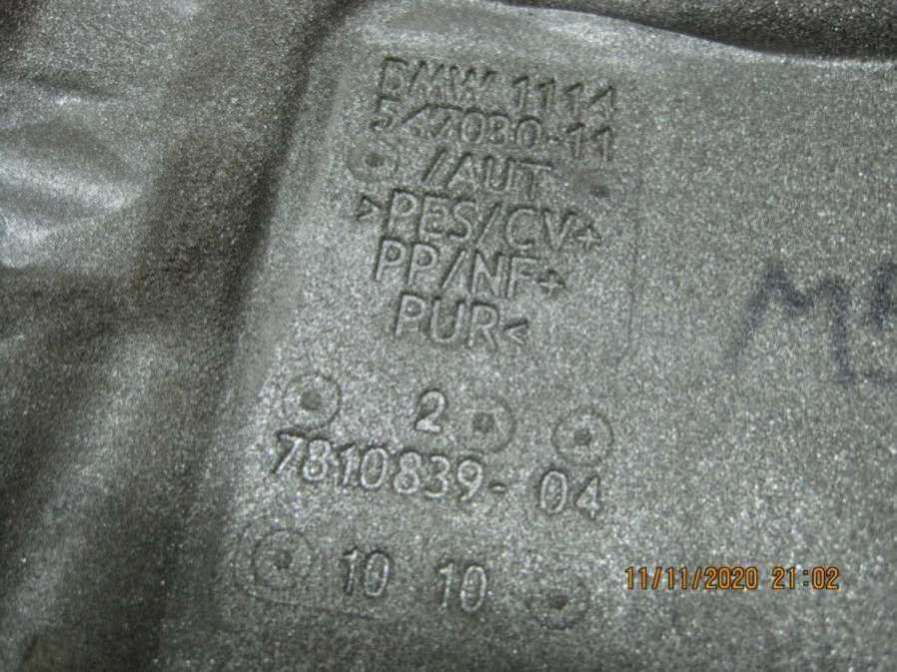 BMW 1114
547030-11
/AUT
>PES/CV+
PP/NF+
PUR<
2
7810839-04
10 10
11/11/2020 21:02